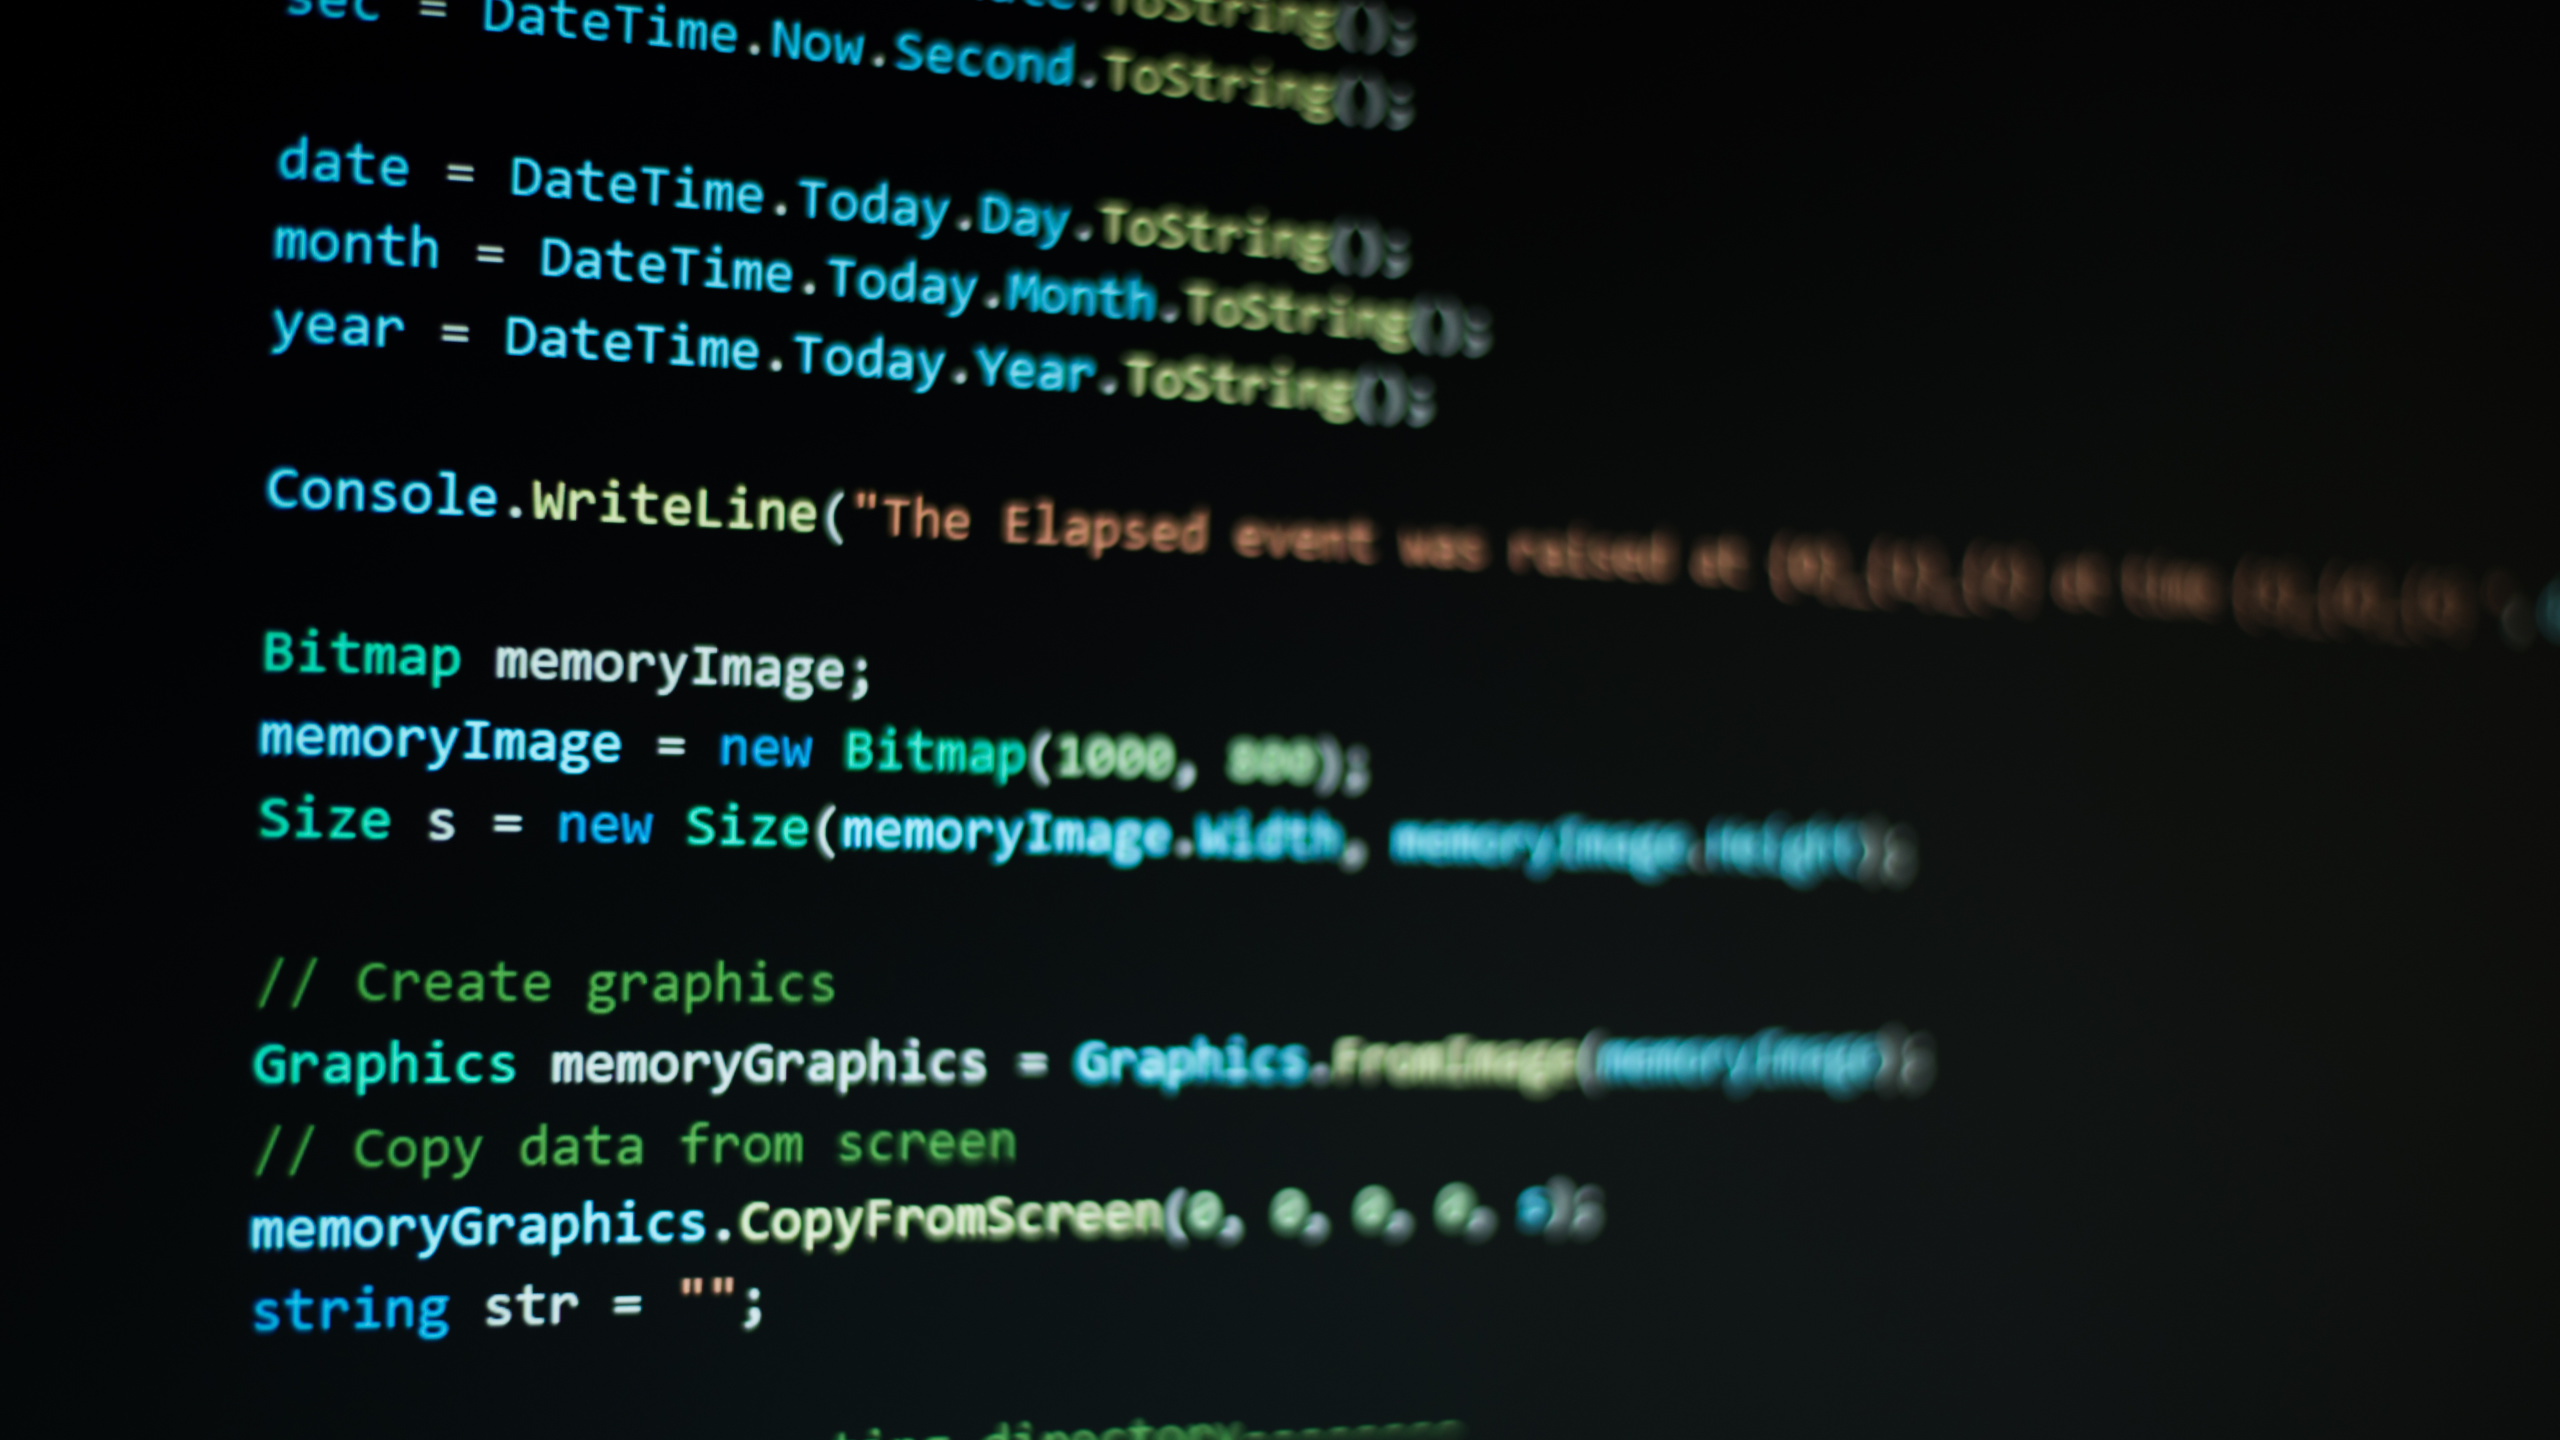 .ToString();
sec = DateTime.Now.Second.ToString();
date = DateTime.Today.Day.ToString();
month = DateTime.Today.Month.ToString();
year = DateTime.Today.Year.ToString();
Console.WriteLine("The Elapsed event was raised at
Bitmap memoryImage;
memoryImage = new Bitmap(1000, 800);
Size s = new Size(memoryImage.Width, memoryImage.Height);
// Create graphics
Graphics memoryGraphics = Graphics.FromImage(memoryImage);
// Copy data from screen
memoryGraphics.CopyFromScreen(0, 0, 0, 0, s);
string str = "";
directory